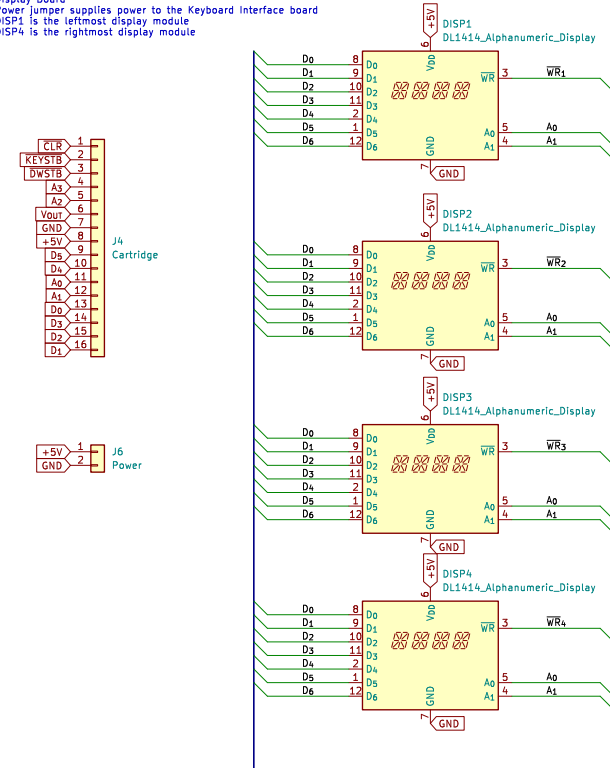 Display Board
Power jumper supplies power to the Keyboard Interface board
DISP1 is the leftmost display module
DISP4 is the rightmost display module
+5V
6
DISP1
DL1414_Alphanumeric_Display
VDD
D0 8 D0
D1 9 D1
D2 10 D2
D3 11 D3
D4 2 D4
D5 1 D5
D6 12 D6
WR 3 WR1
A0 5 A0
A1 4 A1
GND
7
GND
CLR 1
KEYSTB 2
DWSTB 3
A3 4
A2 5
VOUT 6
GND 7
+5V 8
D5 9
D4 10
A0 11
A1 12
D0 13
D3 14
D2 15
D1 16
J4
Cartridge
+5V
6
DISP2
DL1414_Alphanumeric_Display
VDD
D0 8 D0
D1 9 D1
D2 10 D2
D3 11 D3
D4 2 D4
D5 1 D5
D6 12 D6
WR 3 WR2
A0 5 A0
A1 4 A1
GND
7
GND
+5V 1
GND 2
J6
Power
+5V
6
DISP3
DL1414_Alphanumeric_Display
VDD
D0 8 D0
D1 9 D1
D2 10 D2
D3 11 D3
D4 2 D4
D5 1 D5
D6 12 D6
WR 3 WR3
A0 5 A0
A1 4 A1
GND
7
GND
+5V
6
DISP4
DL1414_Alphanumeric_Display
VDD
D0 8 D0
D1 9 D1
D2 10 D2
D3 11 D3
D4 2 D4
D5 1 D5
D6 12 D6
WR 3 WR4
A0 5 A0
A1 4 A1
GND
7
GND